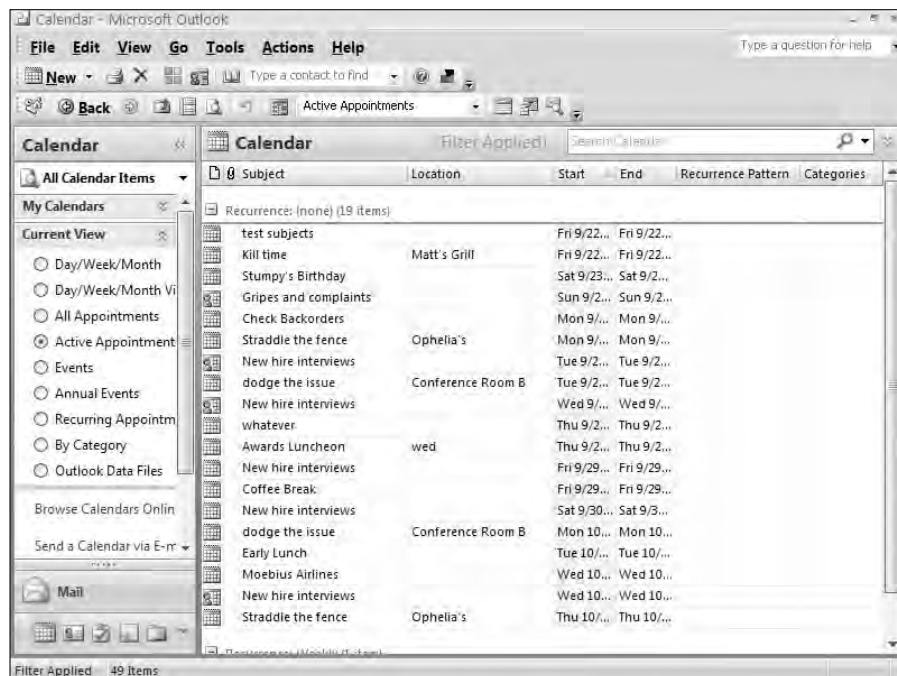 Calendar - Microsoft Outlook
File Edit View Go Tools Actions Help Type a question for help
New Type a contact to find
Back Active Appointments
Calendar Calendar Filter Applied) Search Calendar
All Calendar Items Subject Location Start End Recurrence Pattern Categories
My Calendars Recurrence: (none) (19 items)
Current View
Day/Week/Month
Day/Week/Month Vi
All Appointments
Active Appointment
Events
Annual Events
Recurring Appointm
By Category
Outlook Data Files
Browse Calendars Onlin
Send a Calendar via E-m
Mail
test subjects Fri 9/22... Fri 9/22...
Kill time Matt's Grill Fri 9/22... Fri 9/22...
Stumpy's Birthday Sat 9/23... Sat 9/2...
Gripes and complaints Sun 9/2... Sun 9/2...
Check Backorders Mon 9/... Mon 9/...
Straddle the fence Ophelia's Mon 9/... Mon 9/...
New hire interviews Tue 9/2... Tue 9/2...
dodge the issue Conference Room B Tue 9/2... Tue 9/2...
New hire interviews Wed 9/... Wed 9/...
whatever Thu 9/2... Thu 9/2...
Awards Luncheon wed Thu 9/2... Thu 9/2...
New hire interviews Fri 9/29... Fri 9/29...
Coffee Break Fri 9/29... Fri 9/29...
New hire interviews Sat 9/30... Sat 9/3...
dodge the issue Conference Room B Mon 10... Mon 10...
Early Lunch Tue 10/... Tue 10/...
Moebius Airlines Wed 10... Wed 10...
New hire interviews Wed 10... Wed 10...
Straddle the fence Ophelia's Thu 10/... Thu 10/...
Recurrence: Weekly (1 item)
Filter Applied 49 Items